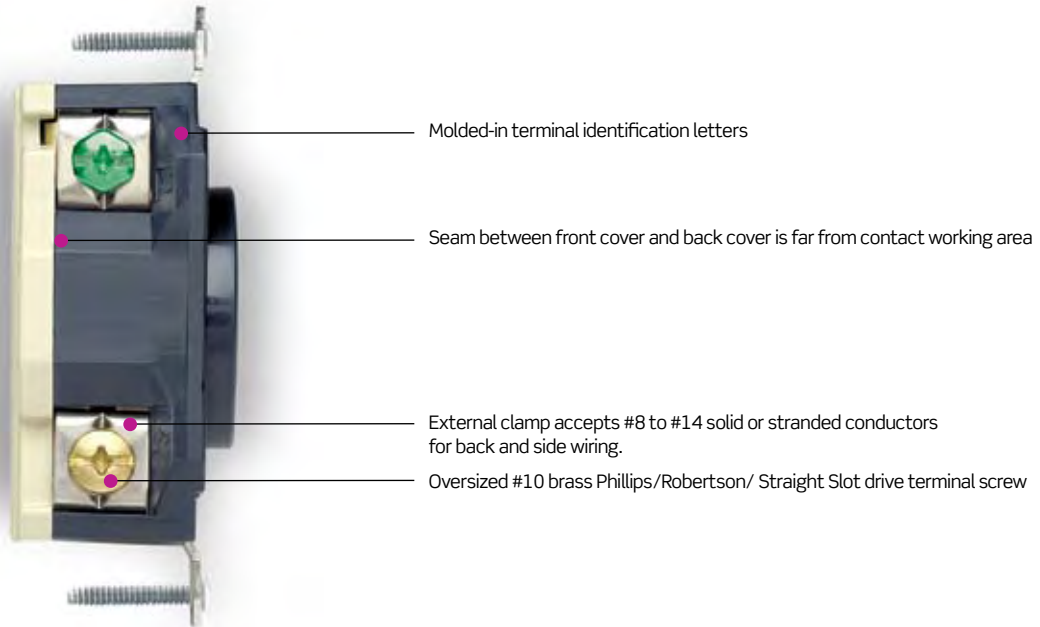 Molded-in terminal identification letters
Seam between front cover and back cover is far from contact working area
External clamp accepts #8 to #14 solid or stranded conductors
for back and side wiring.
Oversized #10 brass Phillips/Robertson/ Straight Slot drive terminal screw